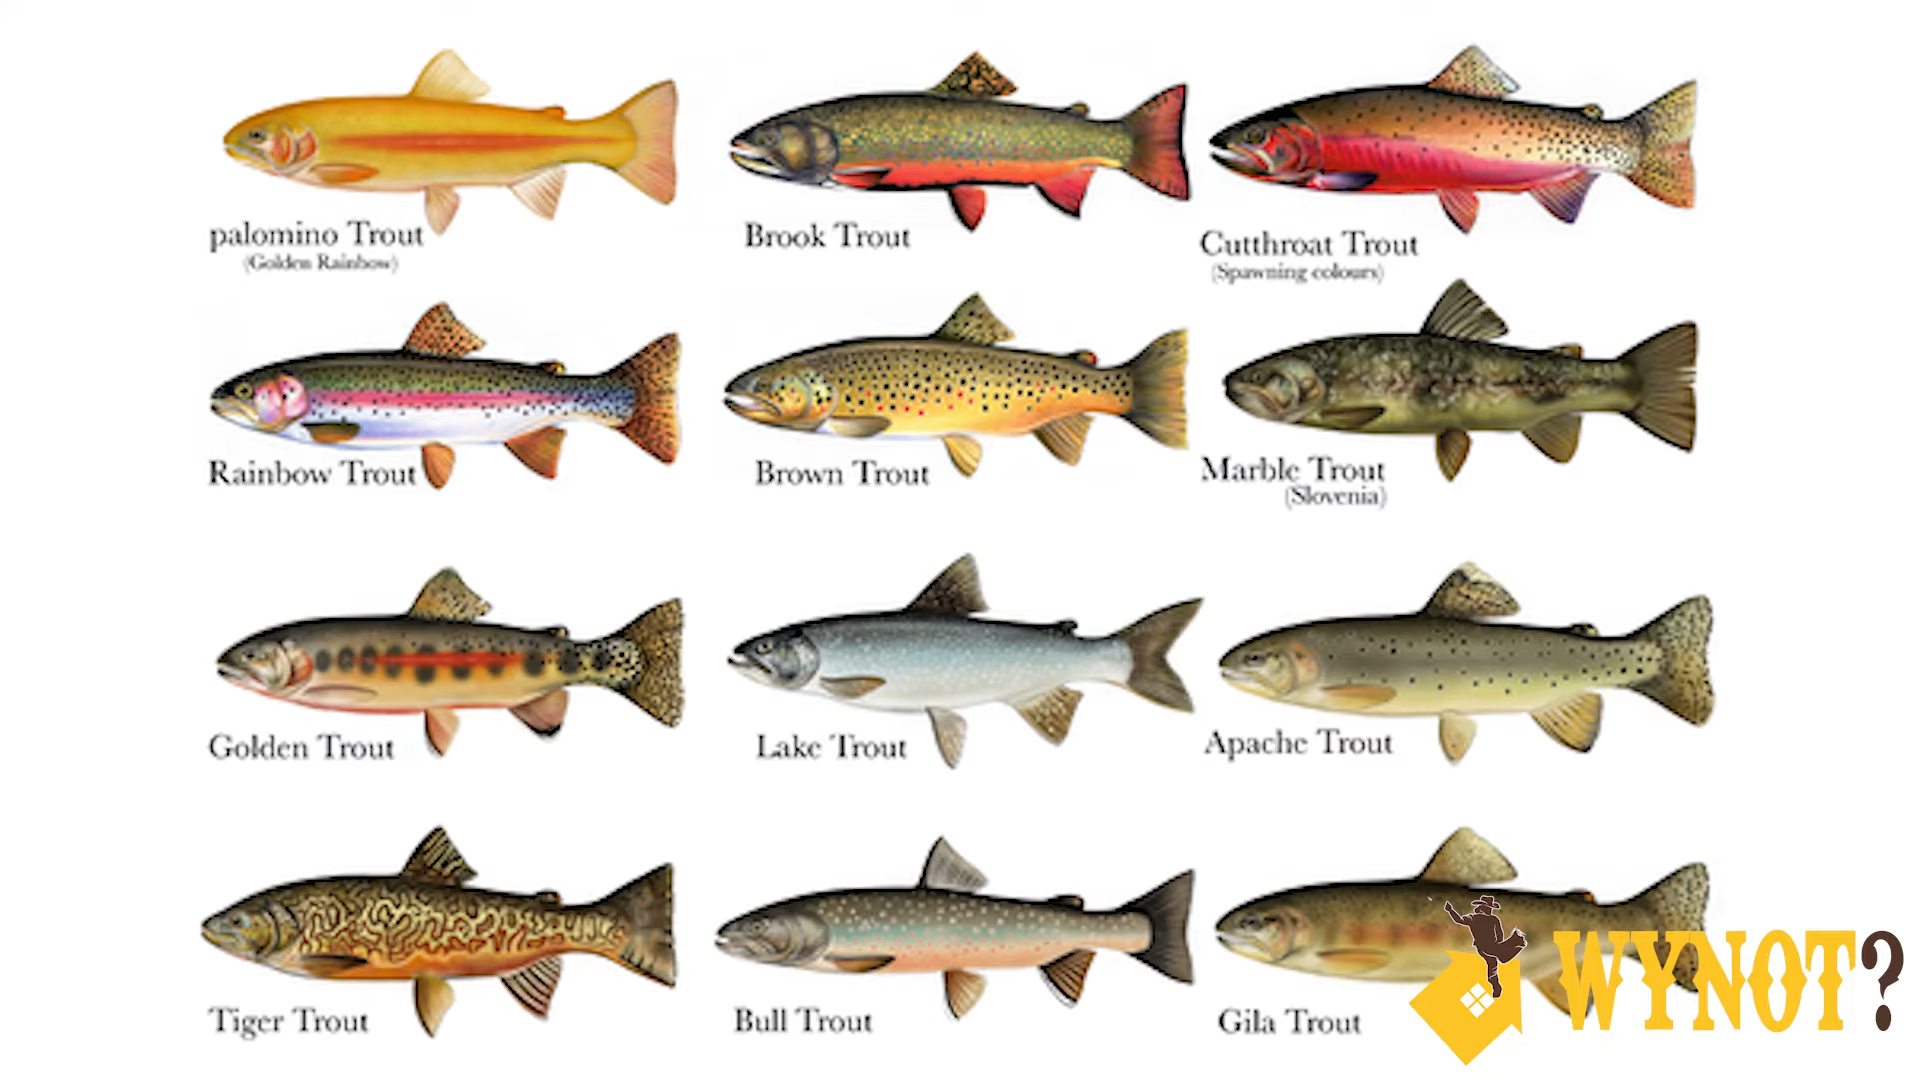 palomino Trout
(Golden Rainbow)
Brook Trout
Cutthroat Trout
(Spawning colours)
Rainbow Trout
Brown Trout
Marble Trout
(Slovenia)
Golden Trout
Lake Trout
Apache Trout
Tiger Trout
Bull Trout
Gila Trout
WYNOT?